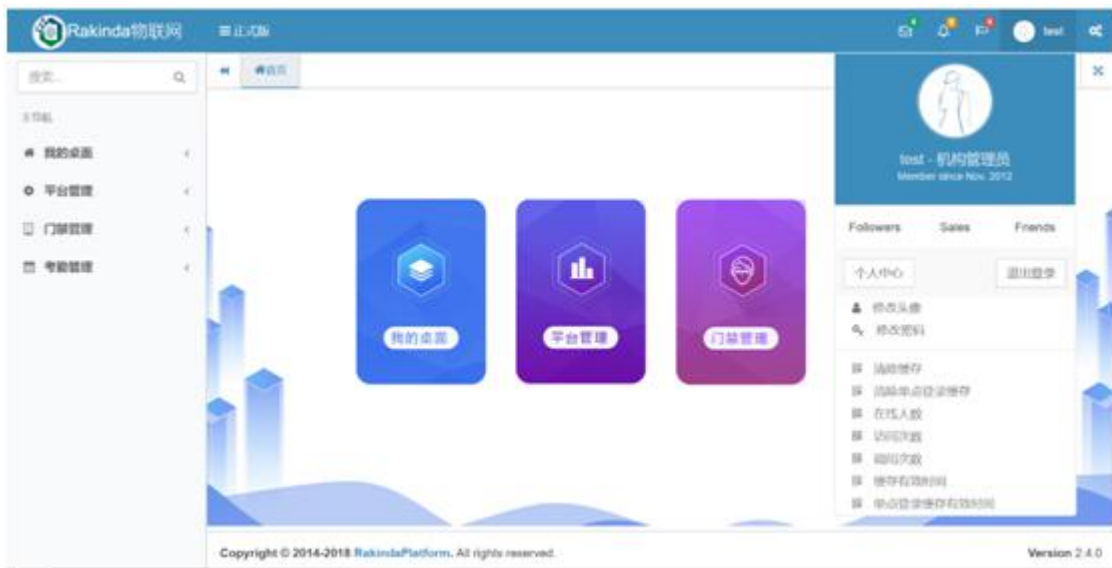 Rakinda物联网
正式版
test
搜索...
首页
导航
我的桌面
平台管理
门禁管理
考勤管理
我的桌面
平台管理
门禁管理
test - 机构管理员
Member since Nov. 2012
Followers Sales Friends
个人中心 退出登录
修改头像
修改密码
清除缓存
清除单点登录缓存
在线人数
访问次数
缓存有效时间
单点登录缓存有效时间
Copyright © 2014-2018 RakindaPlatform. All rights reserved.
Version 2.4.0